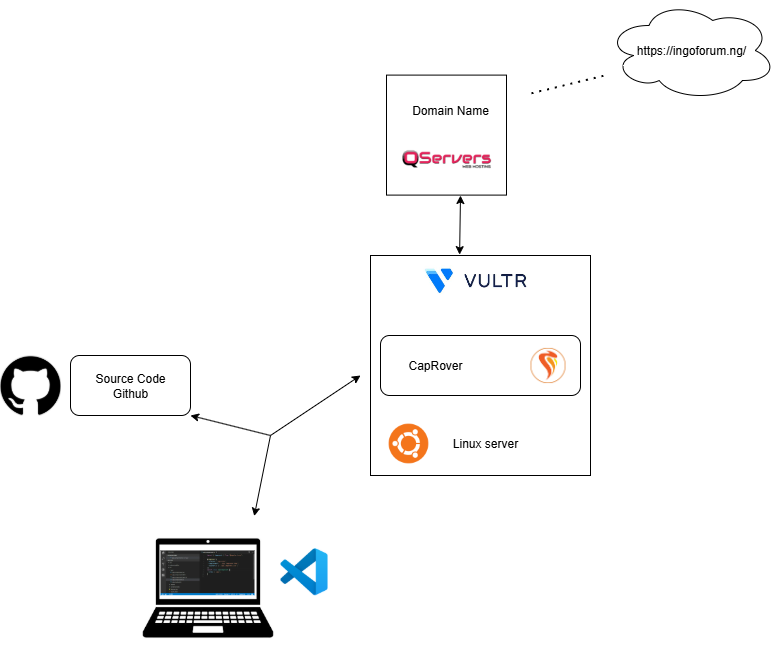 https://ingoforum.ng/
Domain Name
QServers
WEB HOSTING
VULTR
CapRover
Source Code
Github
Linux server